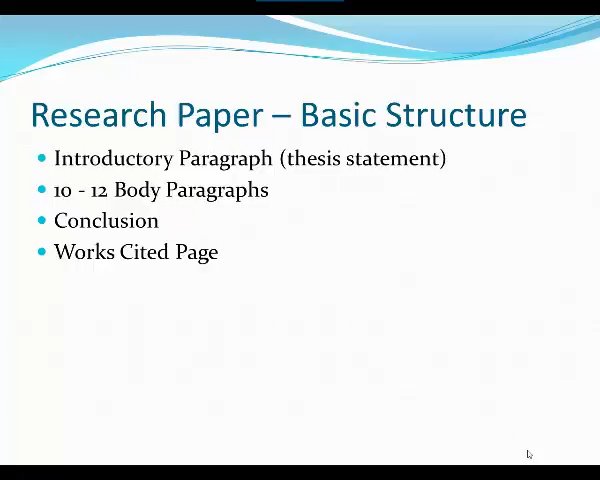 Research Paper – Basic Structure
Introductory Paragraph (thesis statement)
10 - 12 Body Paragraphs
Conclusion
Works Cited Page